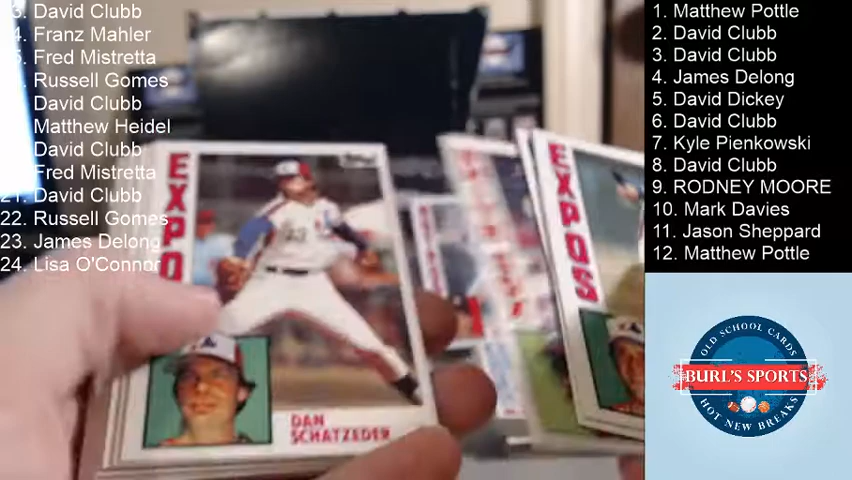 David Clubb
Franz Mahler
Fred Mistretta
Russell Gomes
David Clubb
Matthew Heidel
David Clubb
Fred Mistretta
21. David Clubb
22. Russell Gomes
23. James Delong
24. Lisa O'Connor
EXPO
Topps
DAN
SCHATZEDER
EXPOS
1. Matthew Pottle
2. David Clubb
3. David Clubb
4. James Delong
5. David Dickey
6. David Clubb
7. Kyle Pienkowski
8. David Clubb
9. RODNEY MOORE
10. Mark Davies
11. Jason Sheppard
12. Matthew Pottle
OLD SCHOOL CARDS
BURL'S SPORTS
HOT NEW BREAKS